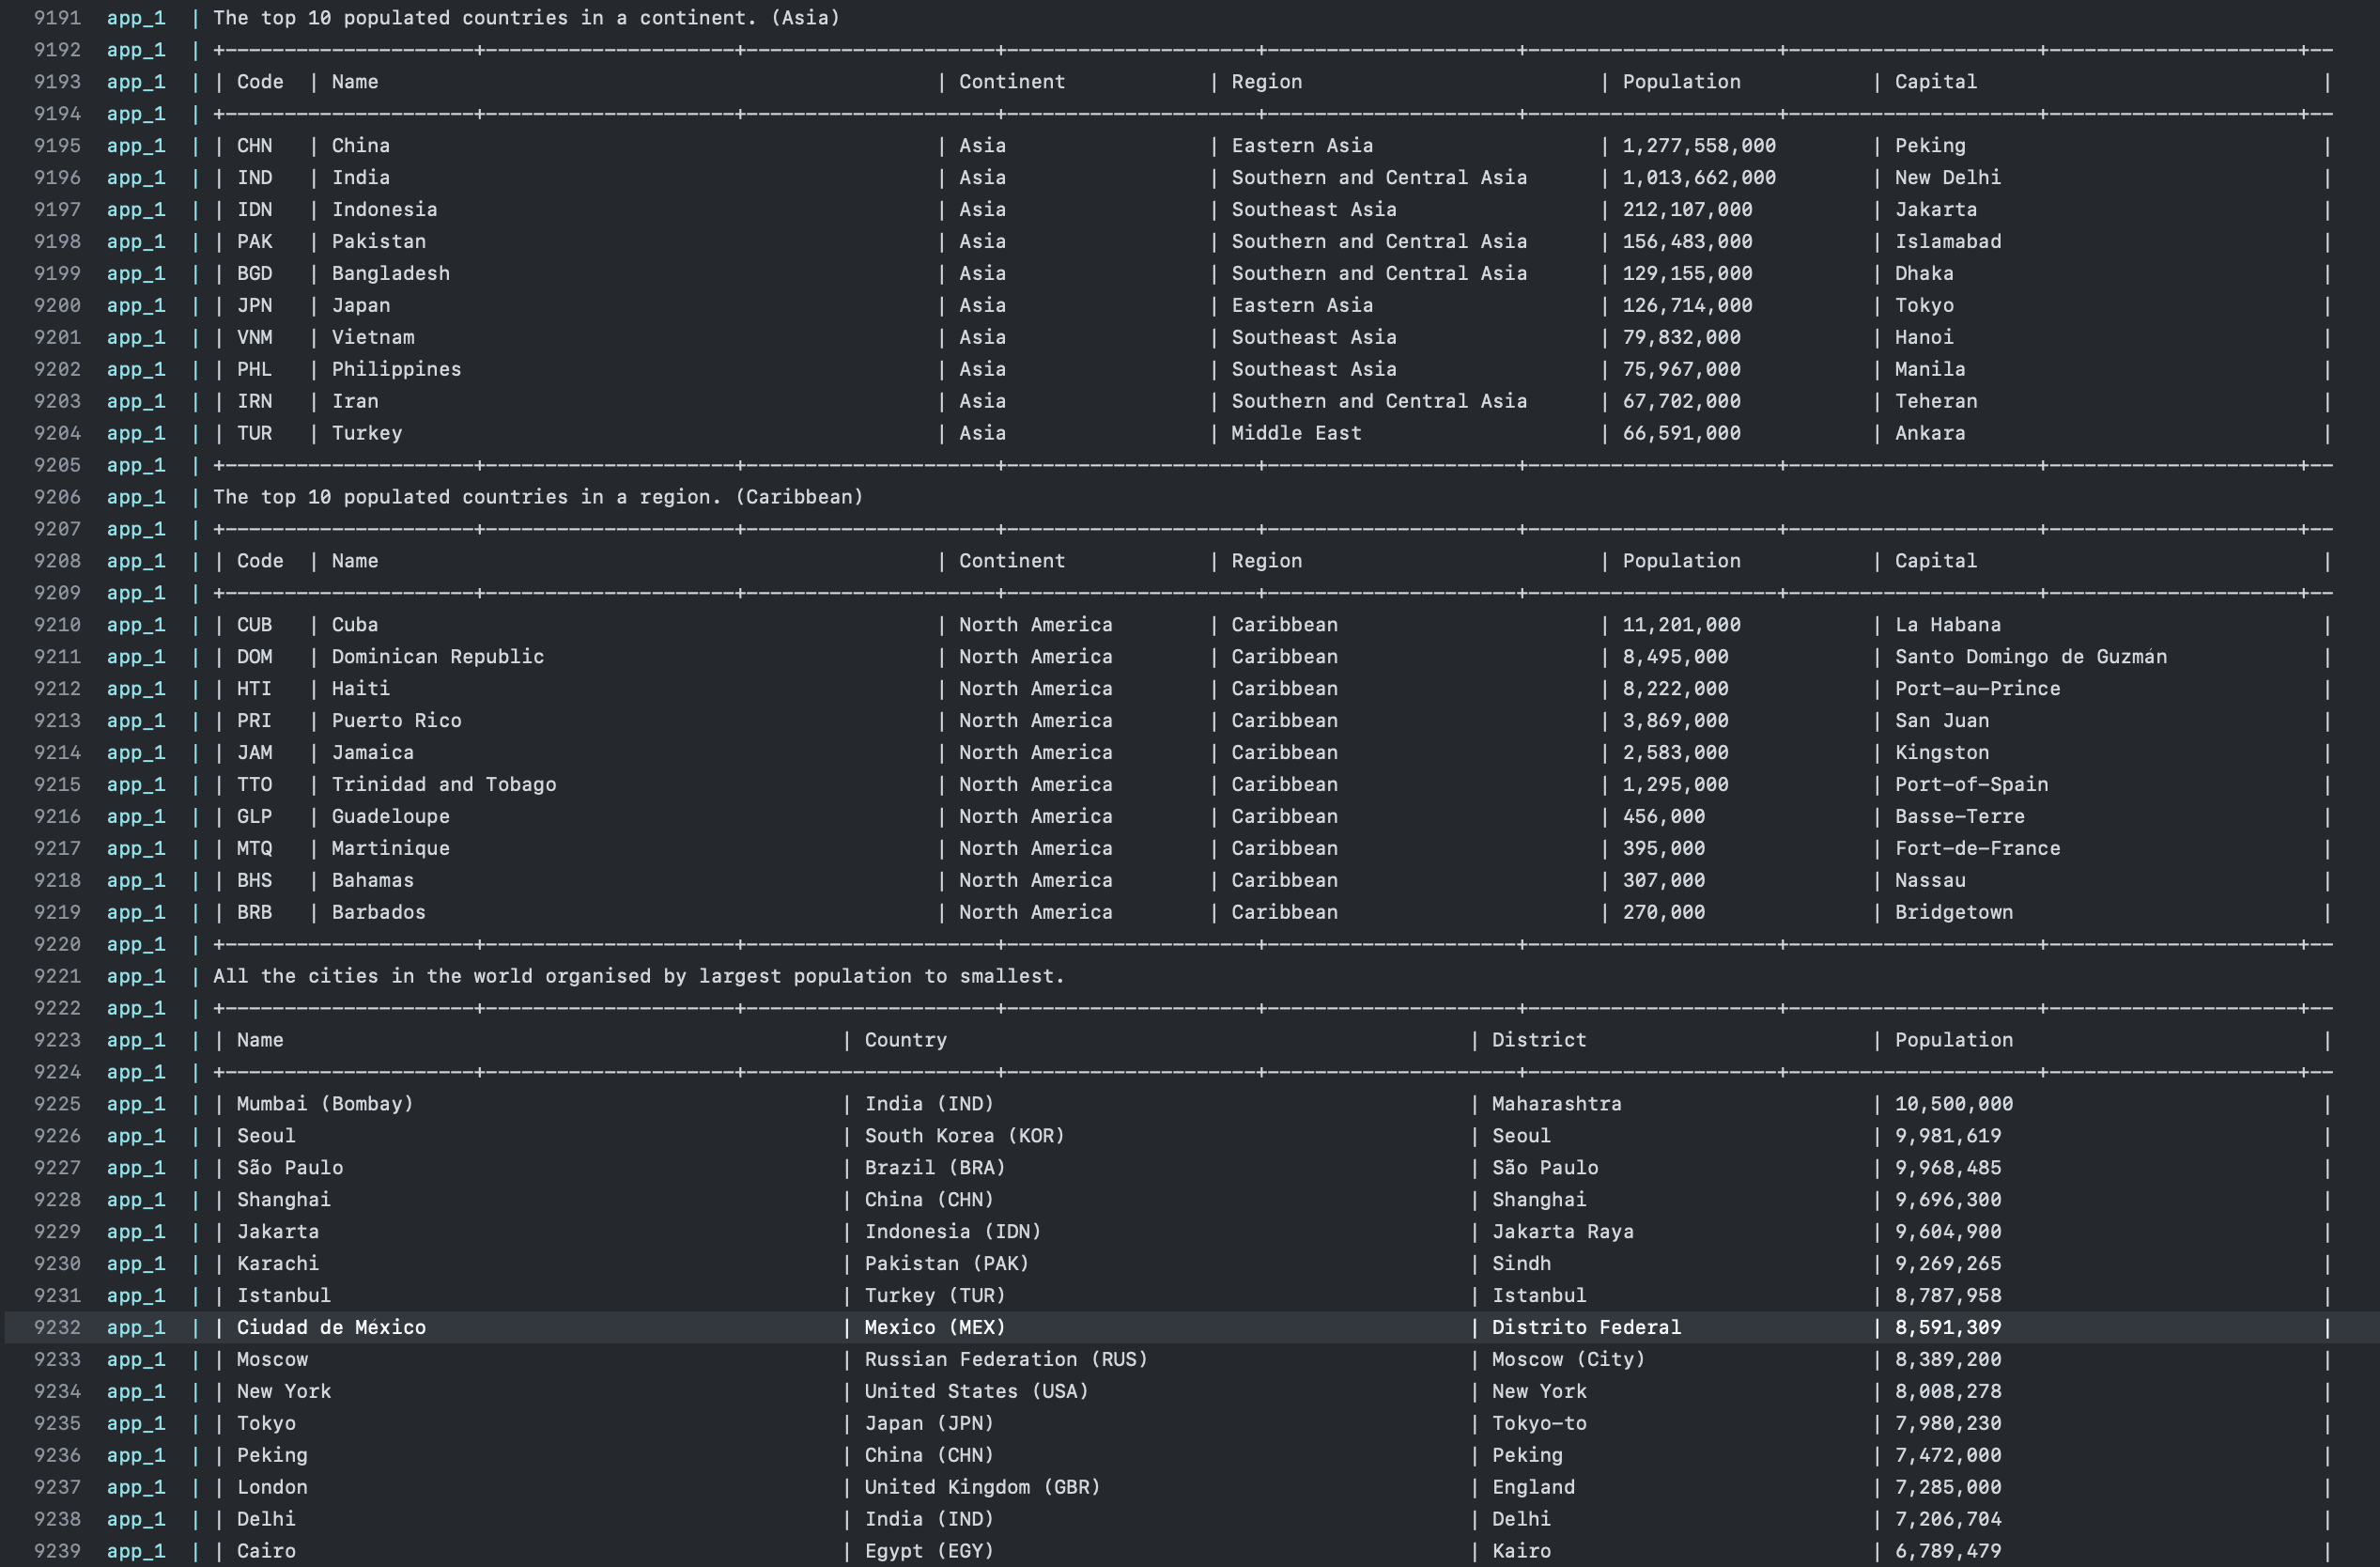 9191 app_1 | The top 10 populated countries in a continent. (Asia)
9192 app_1 | +---------------------+---------------------+---------------------+---------------------+---------------------+---------------------+---------------------+---------------------+--
9193 app_1 | | Code | Name | Continent | Region | Population | Capital |
9194 app_1 | +---------------------+---------------------+---------------------+---------------------+---------------------+---------------------+---------------------+---------------------+--
9195 app_1 | | CHN | China | Asia | Eastern Asia | 1,277,558,000 | Peking |
9196 app_1 | | IND | India | Asia | Southern and Central Asia | 1,013,662,000 | New Delhi |
9197 app_1 | | IDN | Indonesia | Asia | Southeast Asia | 212,107,000 | Jakarta |
9198 app_1 | | PAK | Pakistan | Asia | Southern and Central Asia | 156,483,000 | Islamabad |
9199 app_1 | | BGD | Bangladesh | Asia | Southern and Central Asia | 129,155,000 | Dhaka |
9200 app_1 | | JPN | Japan | Asia | Eastern Asia | 126,714,000 | Tokyo |
9201 app_1 | | VNM | Vietnam | Asia | Southeast Asia | 79,832,000 | Hanoi |
9202 app_1 | | PHL | Philippines | Asia | Southeast Asia | 75,967,000 | Manila |
9203 app_1 | | IRN | Iran | Asia | Southern and Central Asia | 67,702,000 | Teheran |
9204 app_1 | | TUR | Turkey | Asia | Middle East | 66,591,000 | Ankara |
9205 app_1 | +---------------------+---------------------+---------------------+---------------------+---------------------+---------------------+---------------------+---------------------+--
9206 app_1 | The top 10 populated countries in a region. (Caribbean)
9207 app_1 | +---------------------+---------------------+---------------------+---------------------+---------------------+---------------------+---------------------+---------------------+--
9208 app_1 | | Code | Name | Continent | Region | Population | Capital |
9209 app_1 | +---------------------+---------------------+---------------------+---------------------+---------------------+---------------------+---------------------+---------------------+--
9210 app_1 | | CUB | Cuba | North America | Caribbean | 11,201,000 | La Habana |
9211 app_1 | | DOM | Dominican Republic | North America | Caribbean | 8,495,000 | Santo Domingo de Guzmán |
9212 app_1 | | HTI | Haiti | North America | Caribbean | 8,222,000 | Port-au-Prince |
9213 app_1 | | PRI | Puerto Rico | North America | Caribbean | 3,869,000 | San Juan |
9214 app_1 | | JAM | Jamaica | North America | Caribbean | 2,583,000 | Kingston |
9215 app_1 | | TTO | Trinidad and Tobago | North America | Caribbean | 1,295,000 | Port-of-Spain |
9216 app_1 | | GLP | Guadeloupe | North America | Caribbean | 456,000 | Basse-Terre |
9217 app_1 | | MTQ | Martinique | North America | Caribbean | 395,000 | Fort-de-France |
9218 app_1 | | BHS | Bahamas | North America | Caribbean | 307,000 | Nassau |
9219 app_1 | | BRB | Barbados | North America | Caribbean | 270,000 | Bridgetown |
9220 app_1 | +---------------------+---------------------+---------------------+---------------------+---------------------+---------------------+---------------------+---------------------+--
9221 app_1 | All the cities in the world organised by largest population to smallest.
9222 app_1 | +---------------------+---------------------+---------------------+---------------------+---------------------+---------------------+---------------------+---------------------+--
9223 app_1 | | Name | Country | District | Population |
9224 app_1 | +---------------------+---------------------+---------------------+---------------------+---------------------+---------------------+---------------------+---------------------+--
9225 app_1 | | Mumbai (Bombay) | India (IND) | Maharashtra | 10,500,000 |
9226 app_1 | | Seoul | South Korea (KOR) | Seoul | 9,981,619 |
9227 app_1 | | São Paulo | Brazil (BRA) | São Paulo | 9,968,485 |
9228 app_1 | | Shanghai | China (CHN) | Shanghai | 9,696,300 |
9229 app_1 | | Jakarta | Indonesia (IDN) | Jakarta Raya | 9,604,900 |
9230 app_1 | | Karachi | Pakistan (PAK) | Sindh | 9,269,265 |
9231 app_1 | | Istanbul | Turkey (TUR) | Istanbul | 8,787,958 |
9232 app_1 | | Ciudad de México | Mexico (MEX) | Distrito Federal | 8,591,309 |
9233 app_1 | | Moscow | Russian Federation (RUS) | Moscow (City) | 8,389,200 |
9234 app_1 | | New York | United States (USA) | New York | 8,008,278 |
9235 app_1 | | Tokyo | Japan (JPN) | Tokyo-to | 7,980,230 |
9236 app_1 | | Peking | China (CHN) | Peking | 7,472,000 |
9237 app_1 | | London | United Kingdom (GBR) | England | 7,285,000 |
9238 app_1 | | Delhi | India (IND) | Delhi | 7,206,704 |
9239 app_1 | | Cairo | Egypt (EGY) | Kairo | 6,789,479 |